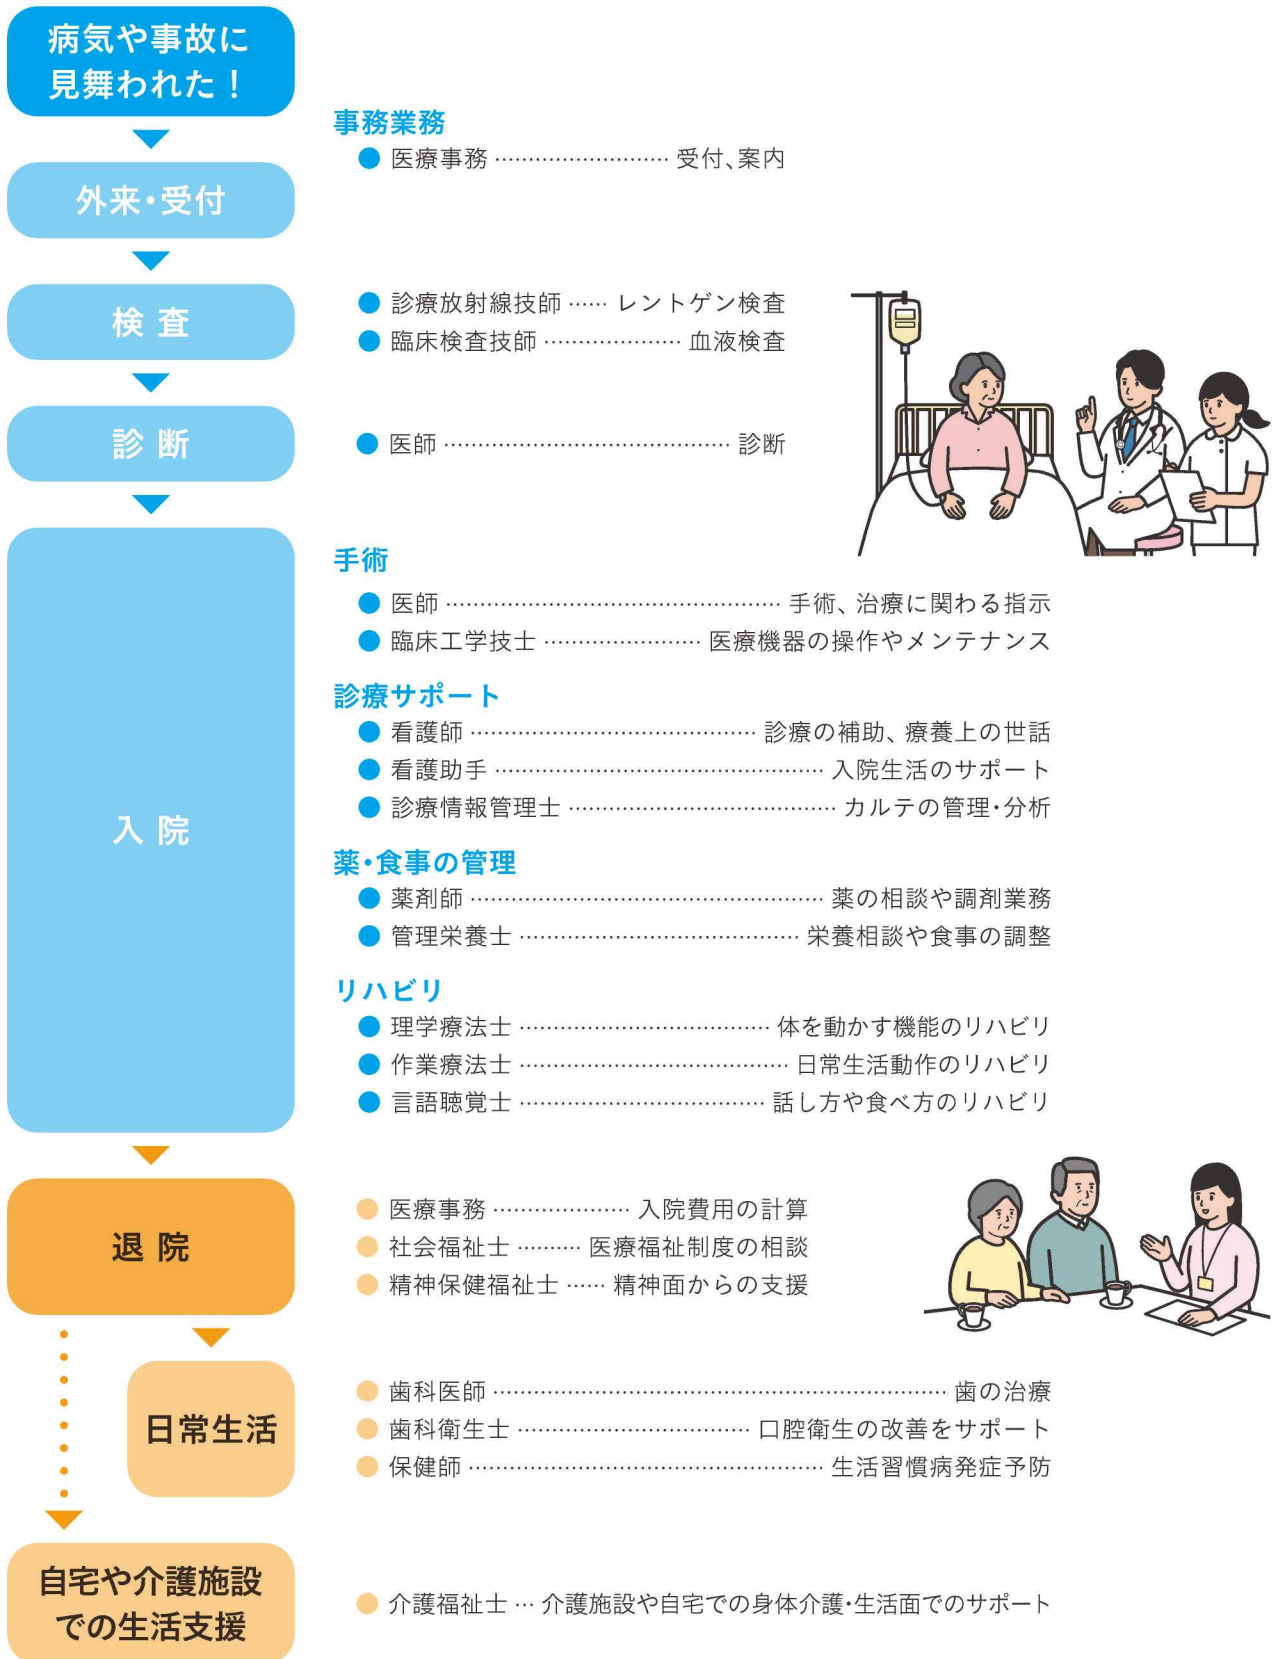 病気や事故に
見舞われた！
事務業務
● 医療事務 ……………………… 受付、案内
外来・受付
検 査
● 診療放射線技師 …… レントゲン検査
● 臨床検査技師 ………………… 血液検査
診 断
● 医師 …………………………………… 診断
入 院
手術
● 医師 ………………………………………… 手術、治療に関わる指示
● 臨床工学技士 ………………… 医療機器の操作やメンテナンス
診療サポート
● 看護師 …………………………………… 診療の補助、療養上の世話
● 看護助手 ………………………………………… 入院生活のサポート
● 診療情報管理士 ………………………………… カルテの管理・分析
薬・食事の管理
● 薬剤師 …………………………………………… 薬の相談や調剤業務
● 管理栄養士 ………………………………… 栄養相談や食事の調整
リハビリ
● 理学療法士 ……………………………… 体を動かす機能のリハビリ
● 作業療法士 ………………………………… 日常生活動作のリハビリ
● 言語聴覚士 ……………………………… 話し方や食べ方のリハビリ
退 院
● 医療事務 ………………… 入院費用の計算
● 社会福祉士 ……… 医療福祉制度の相談
● 精神保健福祉士 …… 精神面からの支援
日常生活
● 歯科医師 ………………………………………………………… 歯の治療
● 歯科衛生士 …………………………… 口腔衛生の改善をサポート
● 保健師 …………………………………………… 生活習慣病発症予防
自宅や介護施設
での生活支援
● 介護福祉士 … 介護施設や自宅での身体介護・生活面でのサポート